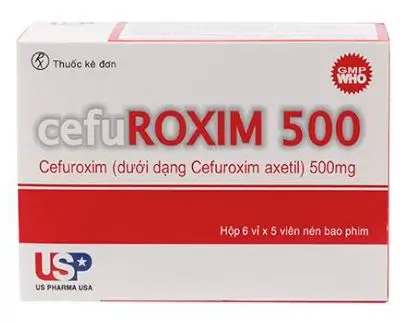 Rx Thuốc kê đơn
GMP
WHO
cefuROXIM 500
Cefuroxim (dưới dạng Cefuroxim axetil) 500mg
Hộp 6 vỉ x 5 viên nén bao phim
USP
US PHARMA USA